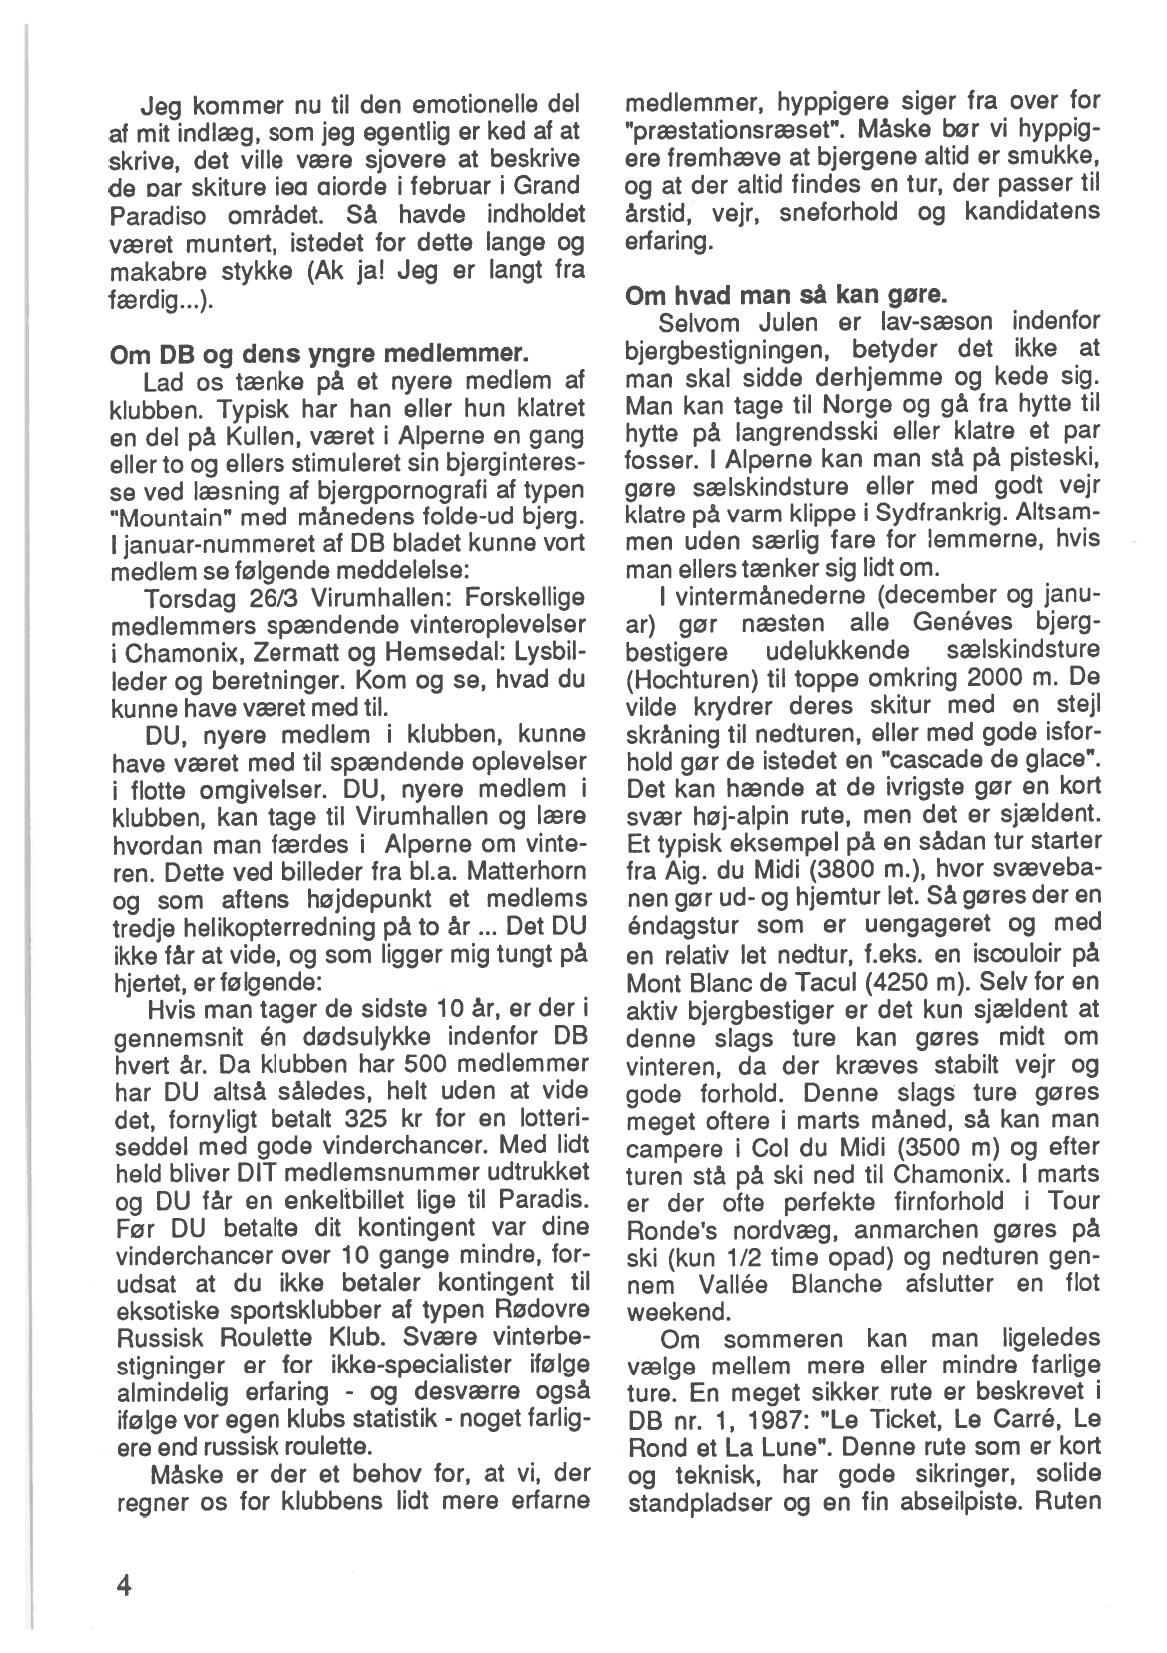 Jeg kommer nu til den emotionelle del
af mit indlæg, som jeg egentlig er ked af at
skrive, det ville være sjovere at beskrive
de par skiture jeg gjorde i februar i Grand
Paradiso området. Så havde indholdet
været muntert, istedet for dette lange og
makabre stykke (Ak ja! Jeg er langt fra
færdig...).
Om DB og dens yngre medlemmer.
Lad os tænke på et nyere medlem af
klubben. Typisk har han eller hun klatret
en del på Kullen, været i Alperne en gang
eller to og ellers stimuleret sin bjerginteres-
se ved læsning af bjergpornografi af typen
"Mountain" med månedens folde-ud bjerg.
I januar-nummeret af DB bladet kunne vort
medlem se følgende meddelelse:
Torsdag 26/3 Virumhallen: Forskellige
medlemmers spændende vinteroplevelser
i Chamonix, Zermatt og Hemsedal: Lysbil-
leder og beretninger. Kom og se, hvad du
kunne have været med til.
DU, nyere medlem i klubben, kunne
have været med til spændende oplevelser
i flotte omgivelser. DU, nyere medlem i
klubben, kan tage til Virumhallen og lære
hvordan man færdes i Alperne om vinte-
ren. Dette ved billeder fra bl.a. Matterhorn
og som aftens højdepunkt et medlems
tredje helikopterredning på to år ... Det DU
ikke får at vide, og som ligger mig tungt på
hjertet, er følgende:
Hvis man tager de sidste 10 år, er der i
gennemsnit én dødsulykke indenfor DB
hvert år. Da klubben har 500 medlemmer
har DU altså således, helt uden at vide
det, fornyligt betalt 325 kr for en lotteri-
seddel med gode vinderchancer. Med lidt
held bliver DIT medlemsnummer udtrukket
og DU får en enkeltbillet lige til Paradis.
Før DU betalte dit kontingent var dine
vinderchancer over 10 gange mindre, for-
udsat at du ikke betaler kontingent til
eksotiske sportsklubber af typen Rødovre
Russisk Roulette Klub. Svære vinterbe-
stigninger er for ikke-specialister ifølge
almindelig erfaring - og desværre også
ifølge vor egen klubs statistik - noget farlig-
ere end russisk roulette.
Måske er der et behov for, at vi, der
regner os for klubbens lidt mere erfarne
medlemmer, hyppigere siger fra over for
"præstationsræset". Måske bør vi hyppig-
ere fremhæve at bjergene altid er smukke,
og at der altid findes en tur, der passer til
årstid, vejr, sneforhold og kandidatens
erfaring.
Om hvad man så kan gøre.
Selvom Julen er lav-sæson indenfor
bjergbestigningen, betyder det ikke at
man skal sidde derhjemme og kede sig.
Man kan tage til Norge og gå fra hytte til
hytte på langrendsski eller klatre et par
fosser. I Alperne kan man stå på pisteski,
gøre sælskindsture eller med godt vejr
klatre på varm klippe i Sydfrankrig. Altsam-
men uden særlig fare for lemmerne, hvis
man ellers tænker sig lidt om.
I vintermånederne (december og janu-
ar) gør næsten alle Genéves bjerg-
bestigere udelukkende sælskindsture
(Hochturen) til toppe omkring 2000 m. De
vilde krydrer deres skitur med en stejl
skråning til nedturen, eller med gode isfor-
hold gør de istedet en "cascade de glace".
Det kan hænde at de ivrigste gør en kort
svær høj-alpin rute, men det er sjældent.
Et typisk eksempel på en sådan tur starter
fra Aig. du Midi (3800 m.), hvor svæveba-
nen gør ud- og hjemtur let. Så gøres der en
éndagstur som er uengageret og med
en relativ let nedtur, f.eks. en iscouloir på
Mont Blanc de Tacul (4250 m). Selv for en
aktiv bjergbestiger er det kun sjældent at
denne slags ture kan gøres midt om
vinteren, da der kræves stabilt vejr og
gode forhold. Denne slags ture gøres
meget oftere i marts måned, så kan man
campere i Col du Midi (3500 m) og efter
turen stå på ski ned til Chamonix. I marts
er der ofte perfekte firnforhold i Tour
Ronde's nordvæg, anmarchen gøres på
ski (kun 1/2 time opad) og nedturen gen-
nem Vallée Blanche afslutter en flot
weekend.
Om sommeren kan man ligeledes
vælge mellem mere eller mindre farlige
ture. En meget sikker rute er beskrevet i
DB nr. 1, 1987: "Le Ticket, Le Carré, Le
Rond et La Lune". Denne rute som er kort
og teknisk, har gode sikringer, solide
standpladser og en fin abseilpiste. Ruten
4